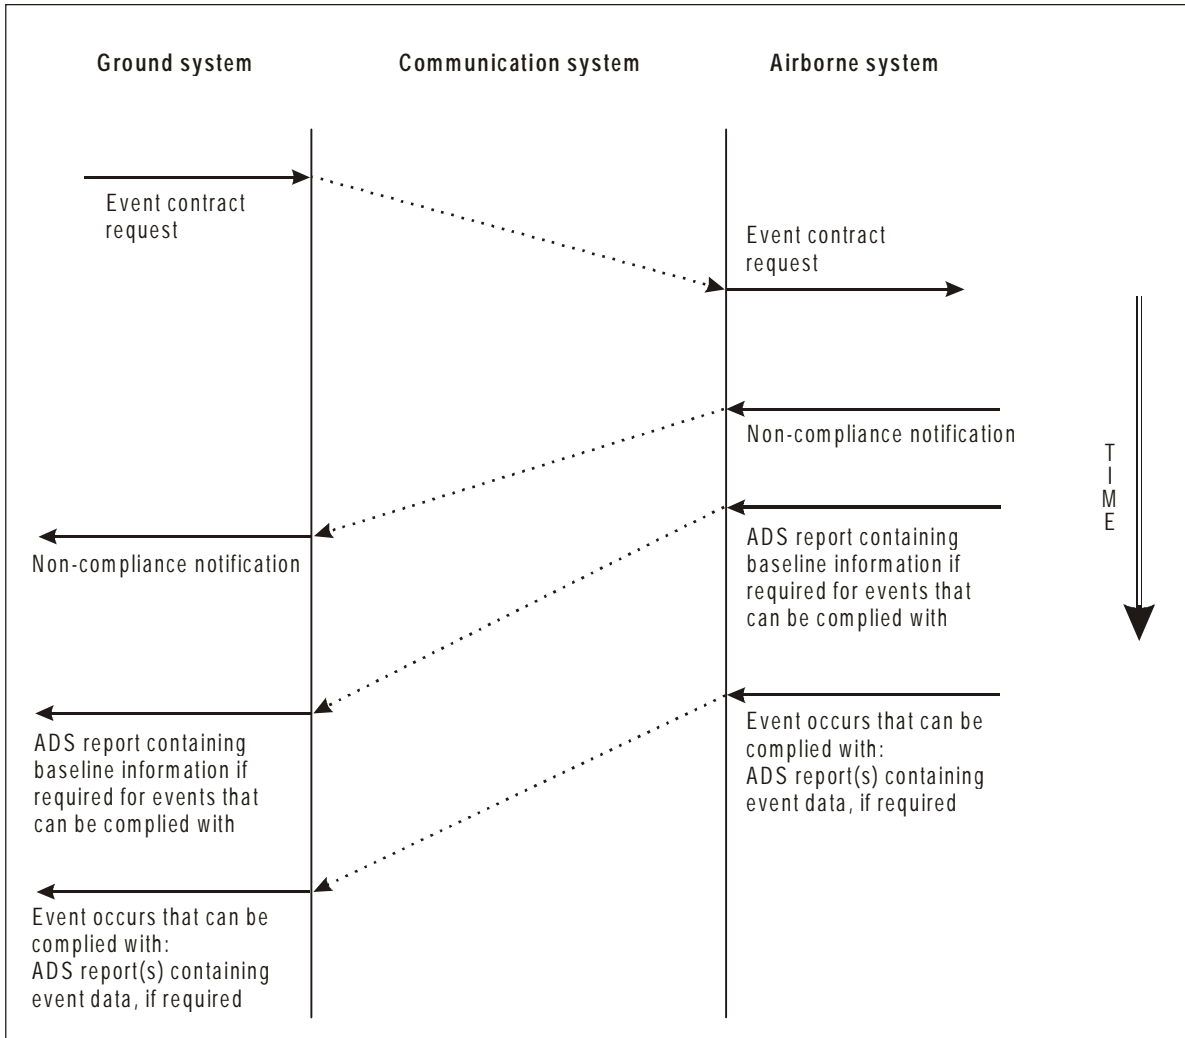 Ground system
Communication system
Airborne system
Event contract
request
Event contract
request
Non-compliance notification
TIME
Non-compliance notification
ADS report containing
baseline information if
required for events that
can be complied with
ADS report containing
baseline information if
required for events that
can be complied with
Event occurs that can be
complied with:
ADS report(s) containing
event data, if required
Event occurs that can be
complied with:
ADS report(s) containing
event data, if required